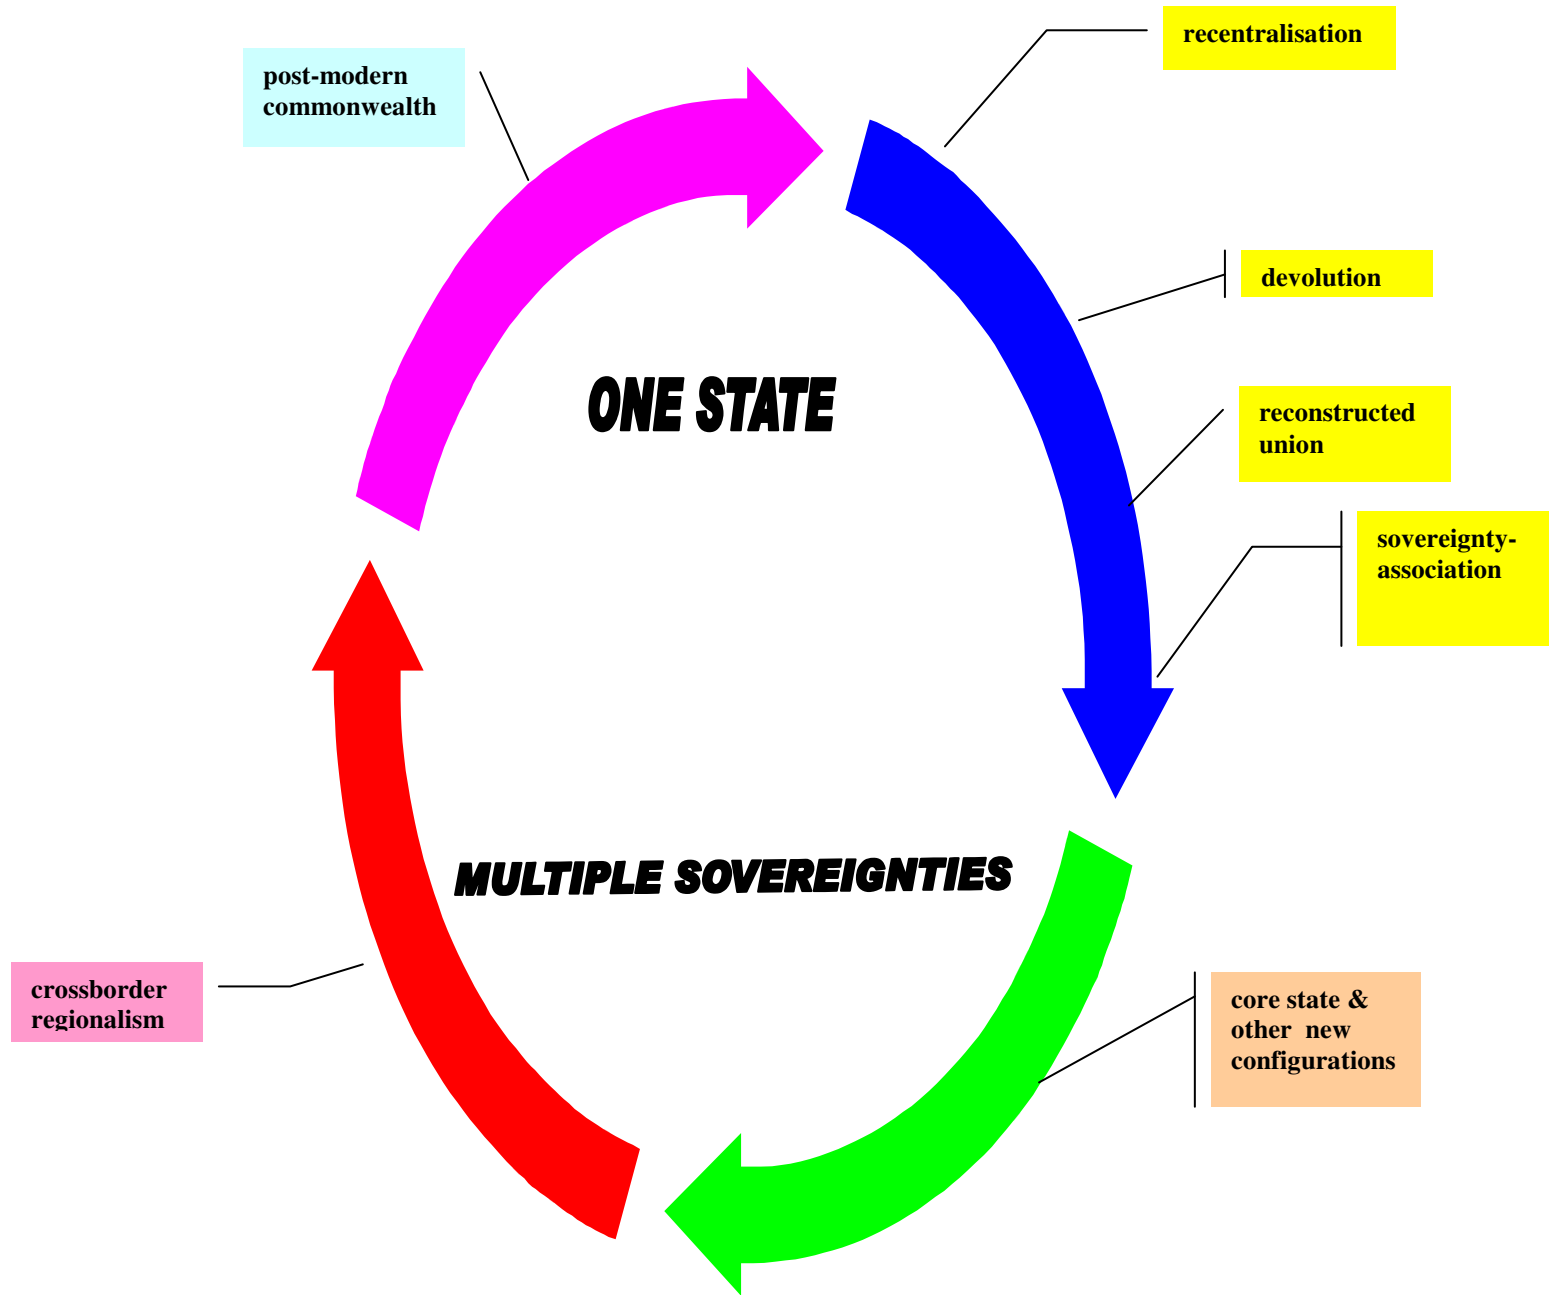 recentralisation
post-modern
commonwealth
devolution
ONE STATE
reconstructed
union
sovereignty-
association
MULTIPLE SOVEREIGNTIES
crossborder
regionalism
core state &
other  new
configurations